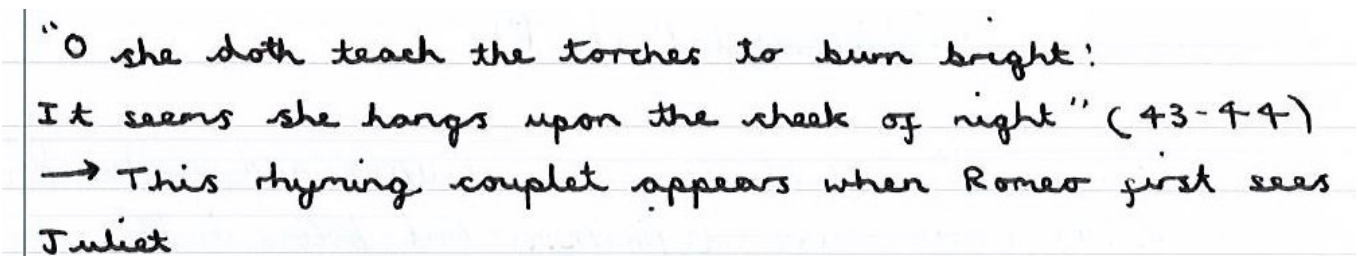 "O she doth teach the torches to burn bright!
It seems she hangs upon the cheek of night" (43-44)
→ This rhyming couplet appears when Romeo first sees
Juliet